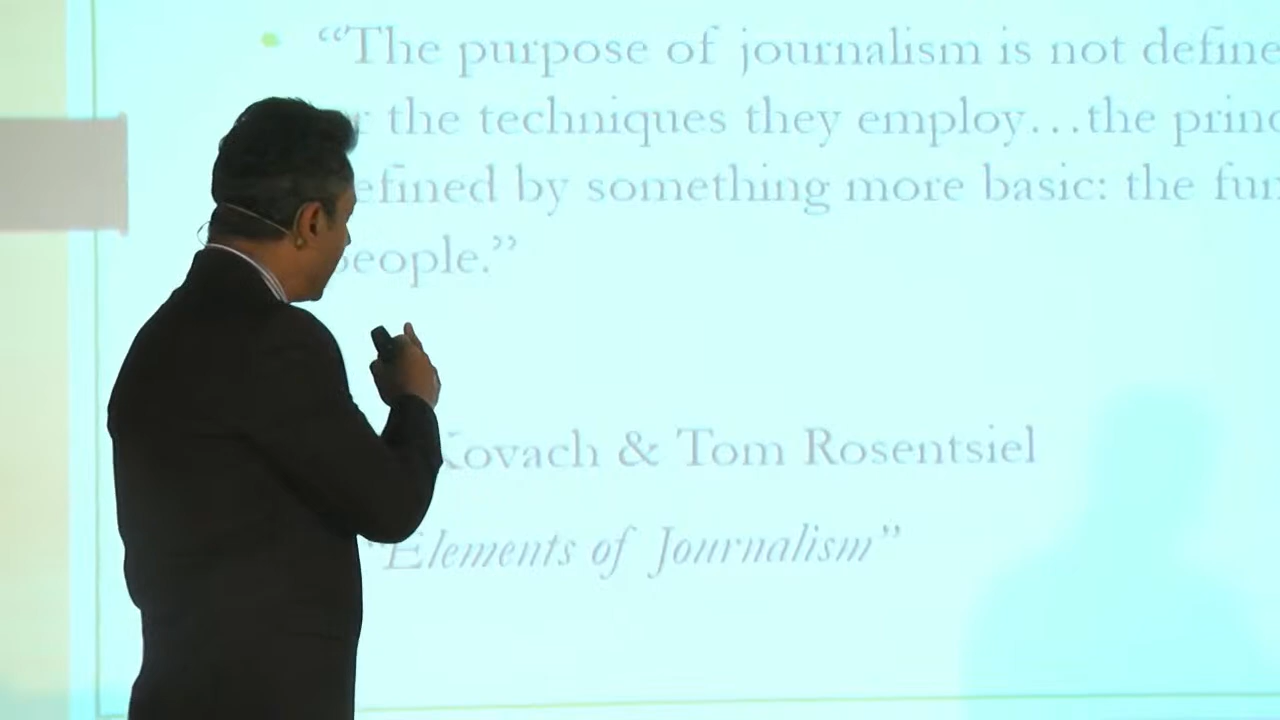 “The purpose of journalism is not define
the techniques they employ…the princ
efined by something more basic: the fun
people.”
Kovach & Tom Rosentsiel
“Elements of Journalism”